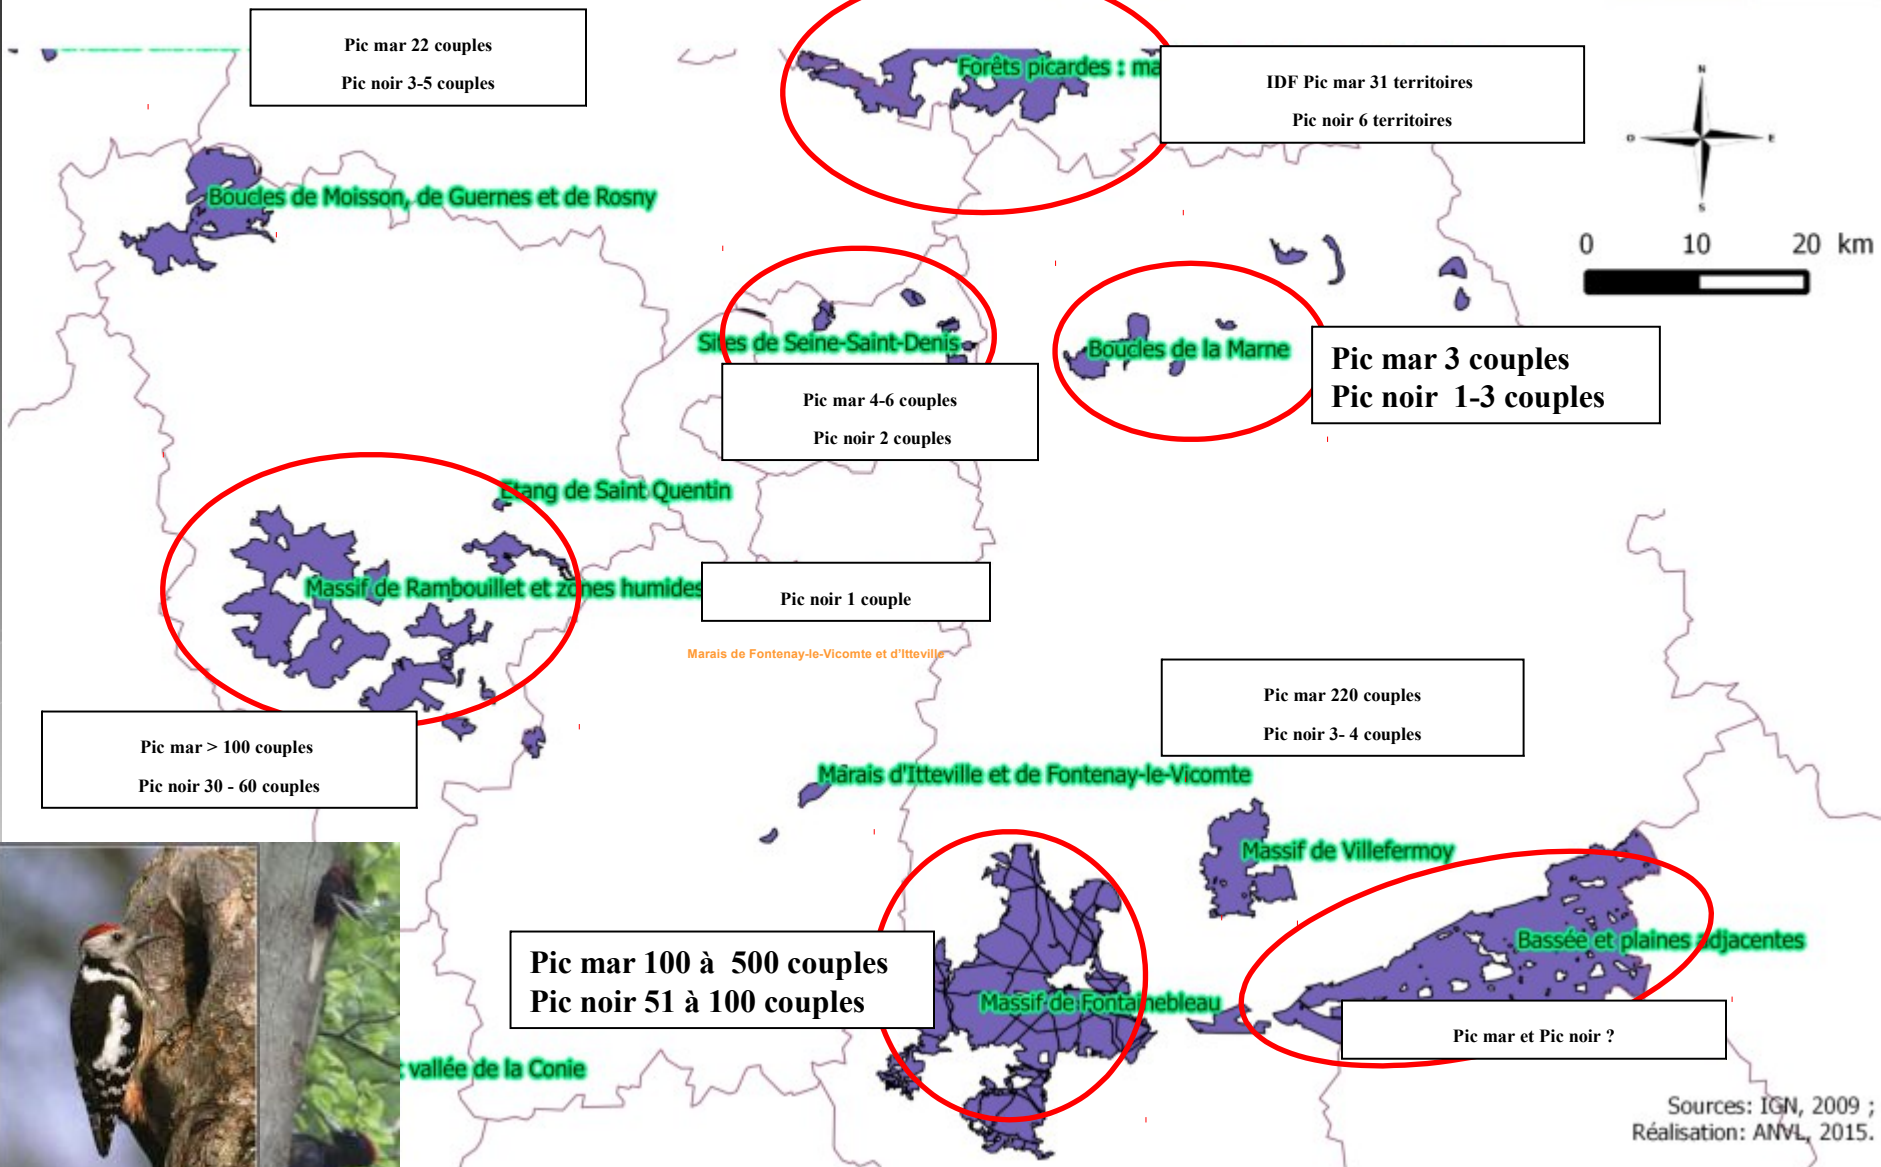 Pic mar 22 couples
Pic noir 3-5 couples
Forêts picardes : ma
IDF Pic mar 31 territoires
Pic noir 6 territoires
N
O
E
S
0 10 20 km
Boucles de Moisson, de Guernes et de Rosny
Sites de Seine-Saint-Denis
Pic mar 4-6 couples
Pic noir 2 couples
Boucles de la Marne
Pic mar 3 couples
Pic noir 1-3 couples
Etang de Saint Quentin
Massif de Rambouillet et zones humides
Pic noir 1 couple
Marais de Fontenay-le-Vicomte et d'Itteville
Pic mar > 100 couples
Pic noir 30 - 60 couples
Pic mar 220 couples
Pic noir 3- 4 couples
Marais d'Itteville et de Fontenay-le-Vicomte
Massif de Villefermoy
Bassée et plaines adjacentes
Pic mar 100 à 500 couples
Pic noir 51 à 100 couples
Massif de Fontainebleau
Pic mar et Pic noir ?
vallée de la Conie
Sources: IGN, 2009 ;
Réalisation: ANVL, 2015.